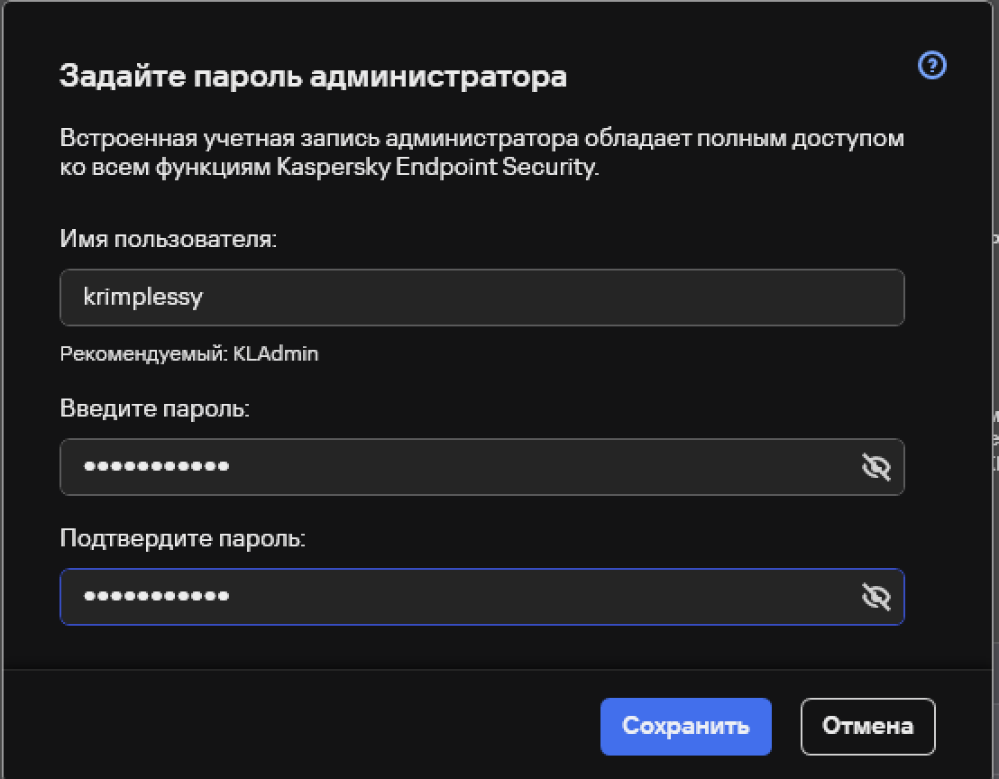 Задайте пароль администратора
Встроенная учетная запись администратора обладает полным доступом
ко всем функциям Kaspersky Endpoint Security.
Имя пользователя:
krimplessy
Рекомендуемый: KLAdmin
Введите пароль:
•••••••••••
Подтвердите пароль:
•••••••••••
Сохранить Отмена